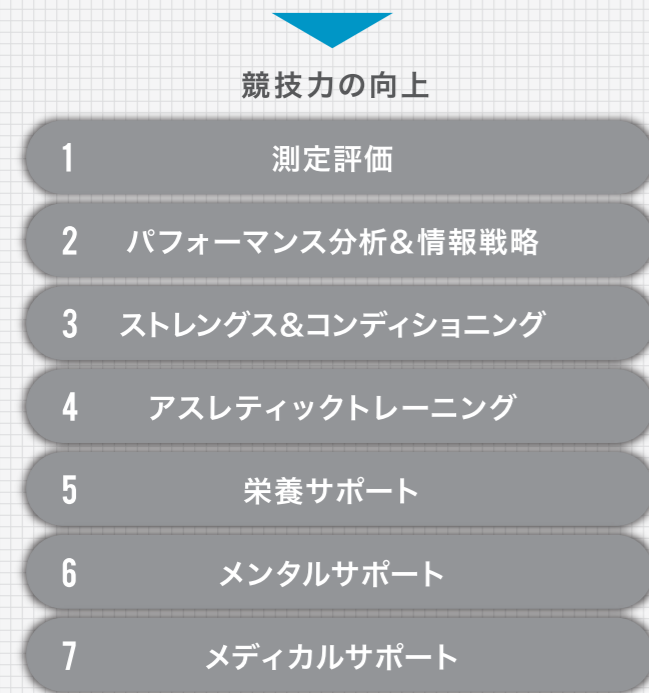 競技力の向上
1 測定評価
2 パフォーマンス分析&情報戦略
3 ストレングス&コンディショニング
4 アスレティックトレーニング
5 栄養サポート
6 メンタルサポート
7 メディカルサポート